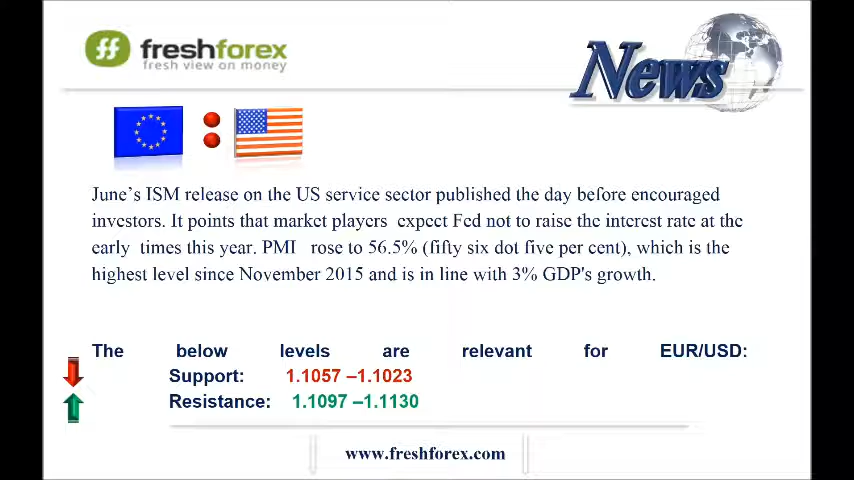 freshforex
fresh view on money
News
June's ISM release on the US service sector published the day before encouraged
investors. It points that market players expect Fed not to raise the interest rate at the
early times this year. PMI rose to 56.5% (fifty six dot five per cent), which is the
highest level since November 2015 and is in line with 3% GDP's growth.
The below levels are relevant for EUR/USD:
Support: 1.1057 –1.1023
Resistance: 1.1097 –1.1130
www.freshforex.com